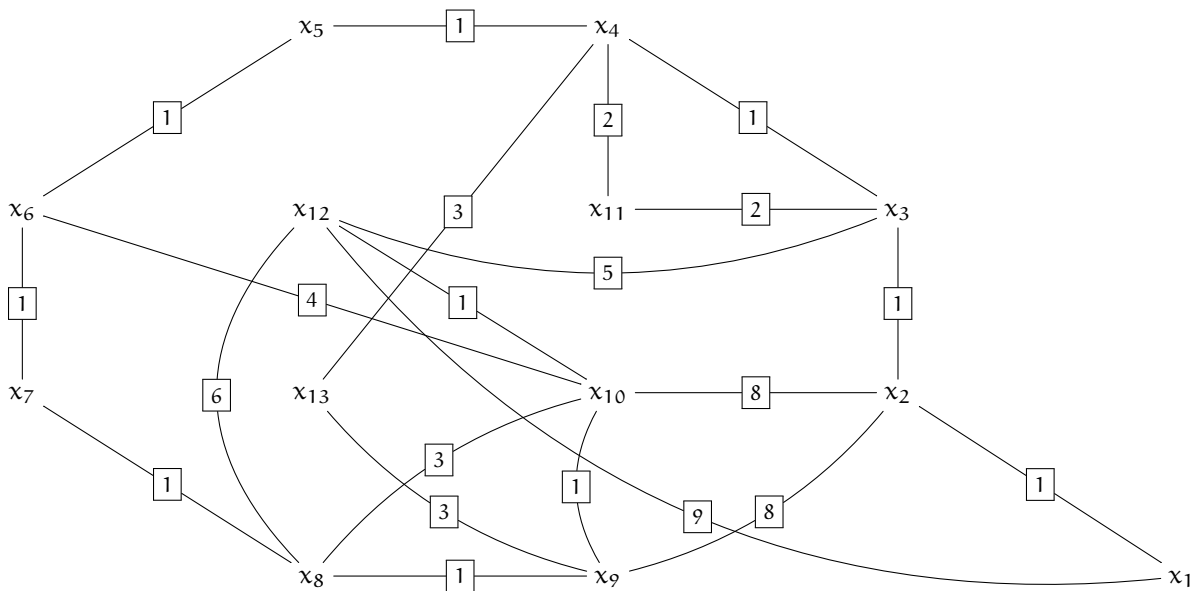 x₅ 1 x₄
1 2 1
x₆ x₁₂ 3 x₁₁ 2 x₃
5
1 4 1 1
x₇ 6 x₁₃ x₁₀ 8 x₂
3
1 1 1
3 9 8
x₈ 1 x₉ x₁